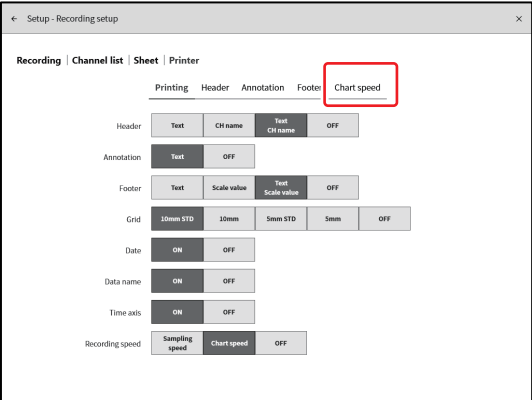 ← Setup - Recording setup ×
Recording | Channel list | Sheet | Printer
Printing Header Annotation Footer Chart speed
Header Text CH name Text CH name OFF
Annotation Text OFF
Footer Text Scale value Text Scale value OFF
Grid 10mm STD 10mm 5mm STD 5mm OFF
Date ON OFF
Data name ON OFF
Time axis ON OFF
Recording speed Sampling speed Chart speed OFF